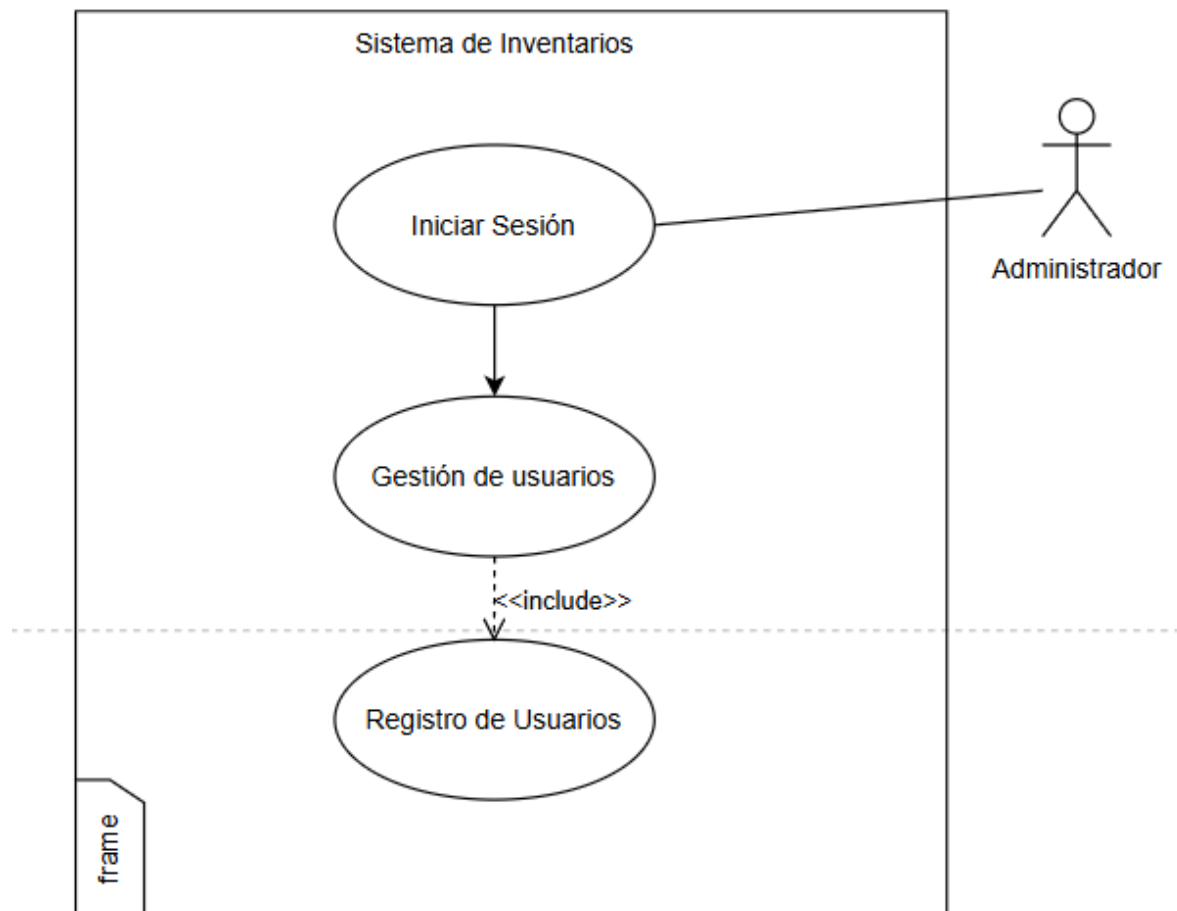 Sistema de Inventarios
Iniciar Sesión
Administrador
Gestión de usuarios
<<include>>
Registro de Usuarios
frame